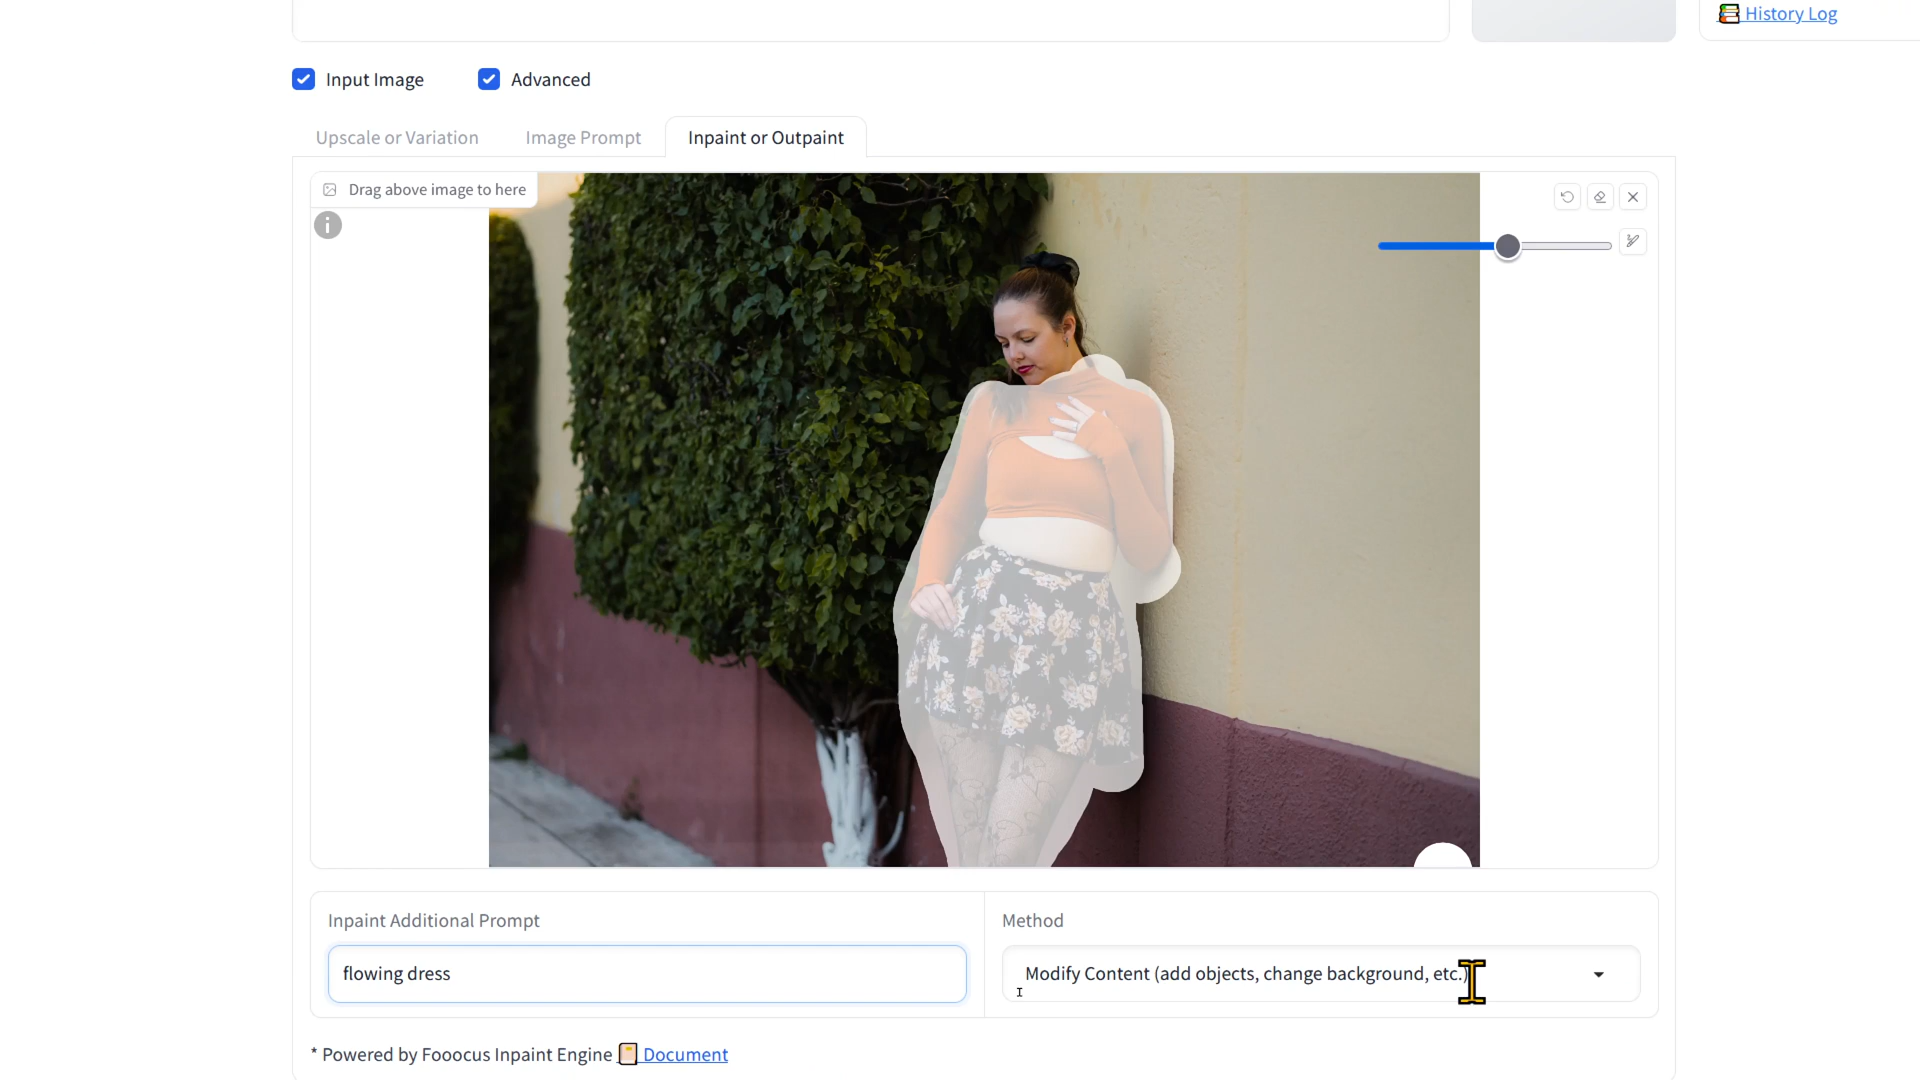 History Log
Input Image Advanced
Upscale or Variation Image Prompt Inpaint or Outpaint
Drag above image to here
Inpaint Additional Prompt Method
flowing dress Modify Content (add objects, change background, etc.)
* Powered by Fooocus Inpaint Engine Document